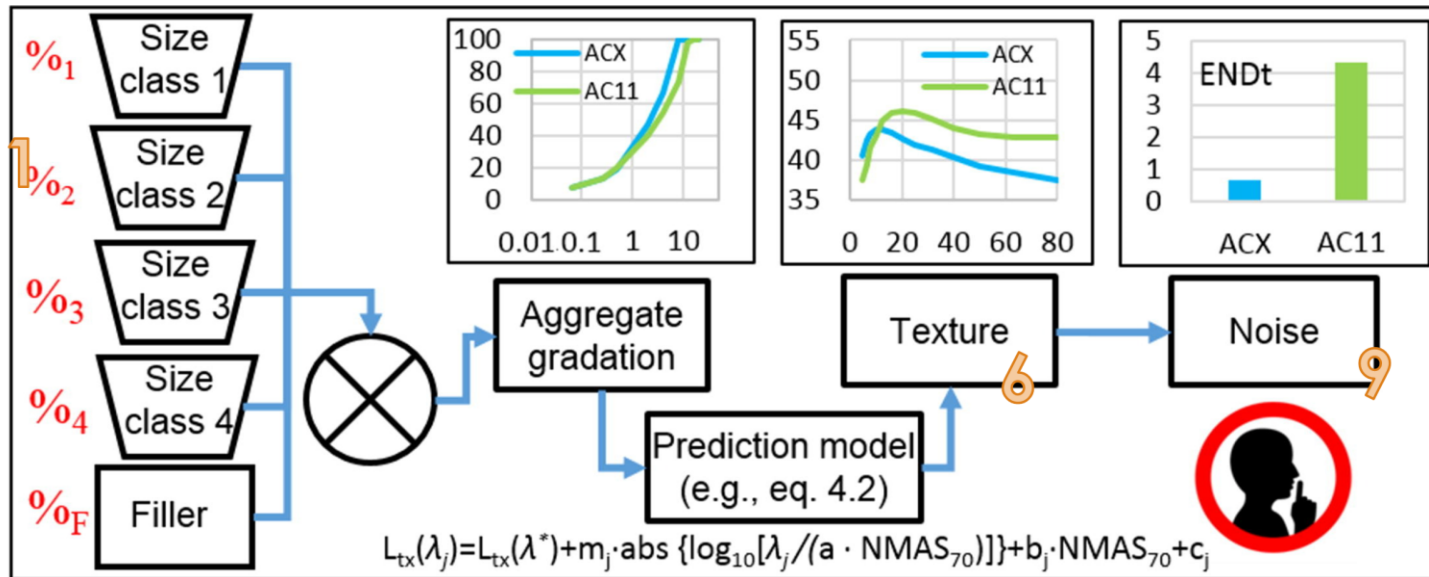 %1
Size
class 1
1
%2
Size
class 2
%3
Size
class 3
%4
Size
class 4
%F
Filler
100
80
60
40
20
0
0.01
0.1
1
10
ACX
AC11
55
50
45
40
35
0
20
40
60
80
ACX
AC11
5
4
3
2
1
0
ENDt
ACX
AC11
Aggregate
gradation
Prediction model
(e.g., eq. 4.2)
Texture
6
Noise
9
Ltx(λj)=Ltx(λ*)+mj·abs {log10[λj/(a · NMAS70)]}+bj·NMAS70+cj